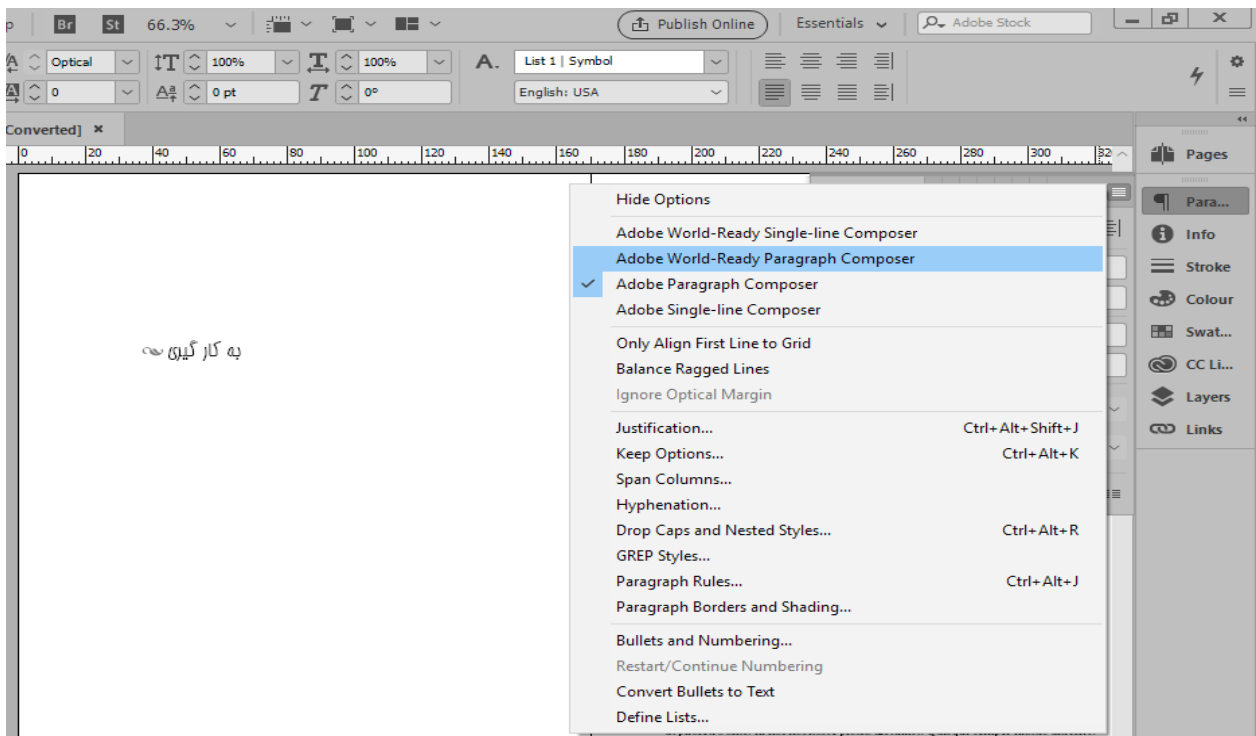 Br St 66.3% Publish Online Essentials Adobe Stock
Optical 100% 100% A. List 1 | Symbol
0 0 pt 0° English: USA
Converted] ×
0 20 40 60 80 100 120 140 160 180 200 220 240 260 280 300 320
Pages
Para...
Info
Stroke
Colour
Swat...
CC Li...
Layers
Links
Hide Options
Adobe World-Ready Single-line Composer
Adobe World-Ready Paragraph Composer
Adobe Paragraph Composer
Adobe Single-line Composer
Only Align First Line to Grid
Balance Ragged Lines
Ignore Optical Margin
Justification... Ctrl+Alt+Shift+J
Keep Options... Ctrl+Alt+K
Span Columns...
Hyphenation...
Drop Caps and Nested Styles... Ctrl+Alt+R
GREP Styles...
Paragraph Rules... Ctrl+Alt+J
Paragraph Borders and Shading...
Bullets and Numbering...
Restart/Continue Numbering
Convert Bullets to Text
Define Lists...
به کار گیری